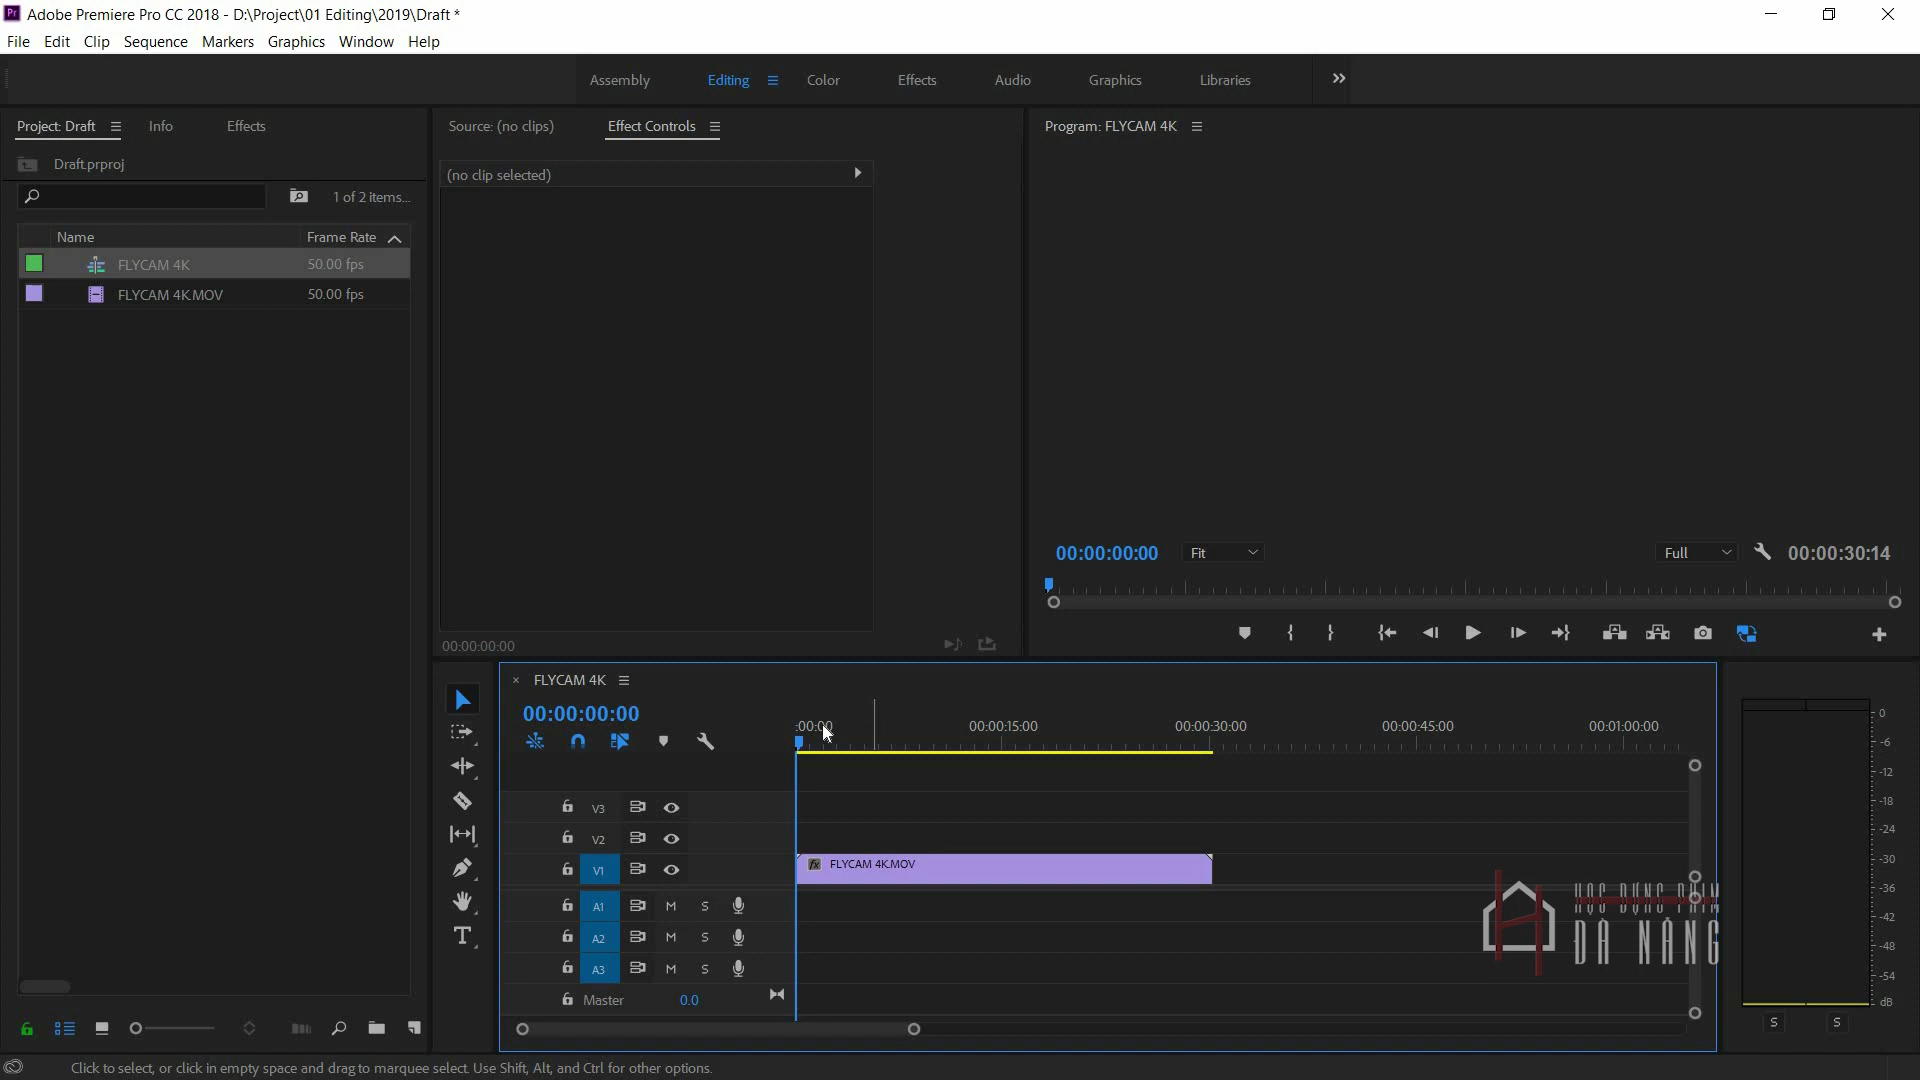 Adobe Premiere Pro CC 2018 - D:\Project\01 Editing\2019\Draft *
File Edit Clip Sequence Markers Graphics Window Help
Assembly Editing Color Effects Audio Graphics Libraries
Project: Draft Info Effects
Source: (no clips) Effect Controls
Program: FLYCAM 4K
Draft.prproj
1 of 2 items...
(no clip selected)
Name Frame Rate
FLYCAM 4K 50.00 fps
FLYCAM 4K.MOV 50.00 fps
00:00:00:00 Fit Full 00:00:30:14
00:00:00:00
FLYCAM 4K
00:00:00:00
:00:00 00:00:15:00 00:00:30:00 00:00:45:00 00:01:00:00
V3
V2
V1 fx FLYCAM 4K.MOV
A1 M S
A2 M S
A3 M S
Master 0.0
HỌC DỰNG PHIM
ĐÀ NẴNG
0
-6
-12
-18
-24
-30
-36
-42
-48
-54
dB
S S
Click to select, or click in empty space and drag to marquee select. Use Shift, Alt, and Ctrl for other options.